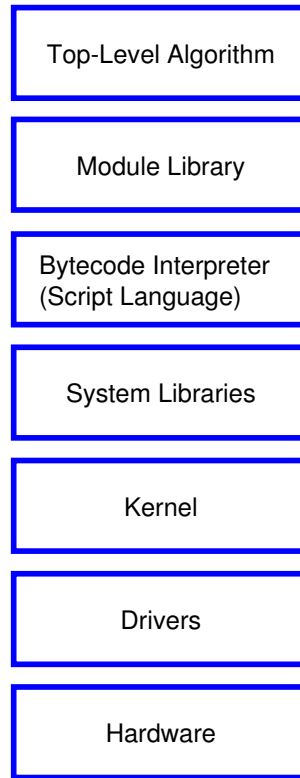 Top-Level Algorithm
Module Library
Bytecode Interpreter
(Script Language)
System Libraries
Kernel
Drivers
Hardware